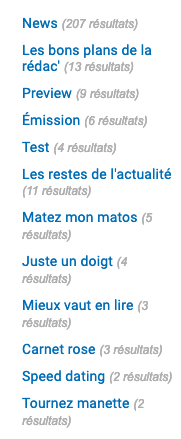 News (207 résultats)
Les bons plans de la
rédac' (13 résultats)
Preview (9 résultats)
Émission (6 résultats)
Test (4 résultats)
Les restes de l'actualité
(11 résultats)
Matez mon matos (5
résultats)
Juste un doigt (4
résultats)
Mieux vaut en lire (3
résultats)
Carnet rose (3 résultats)
Speed dating (2 résultats)
Tournez manette (2
résultats)